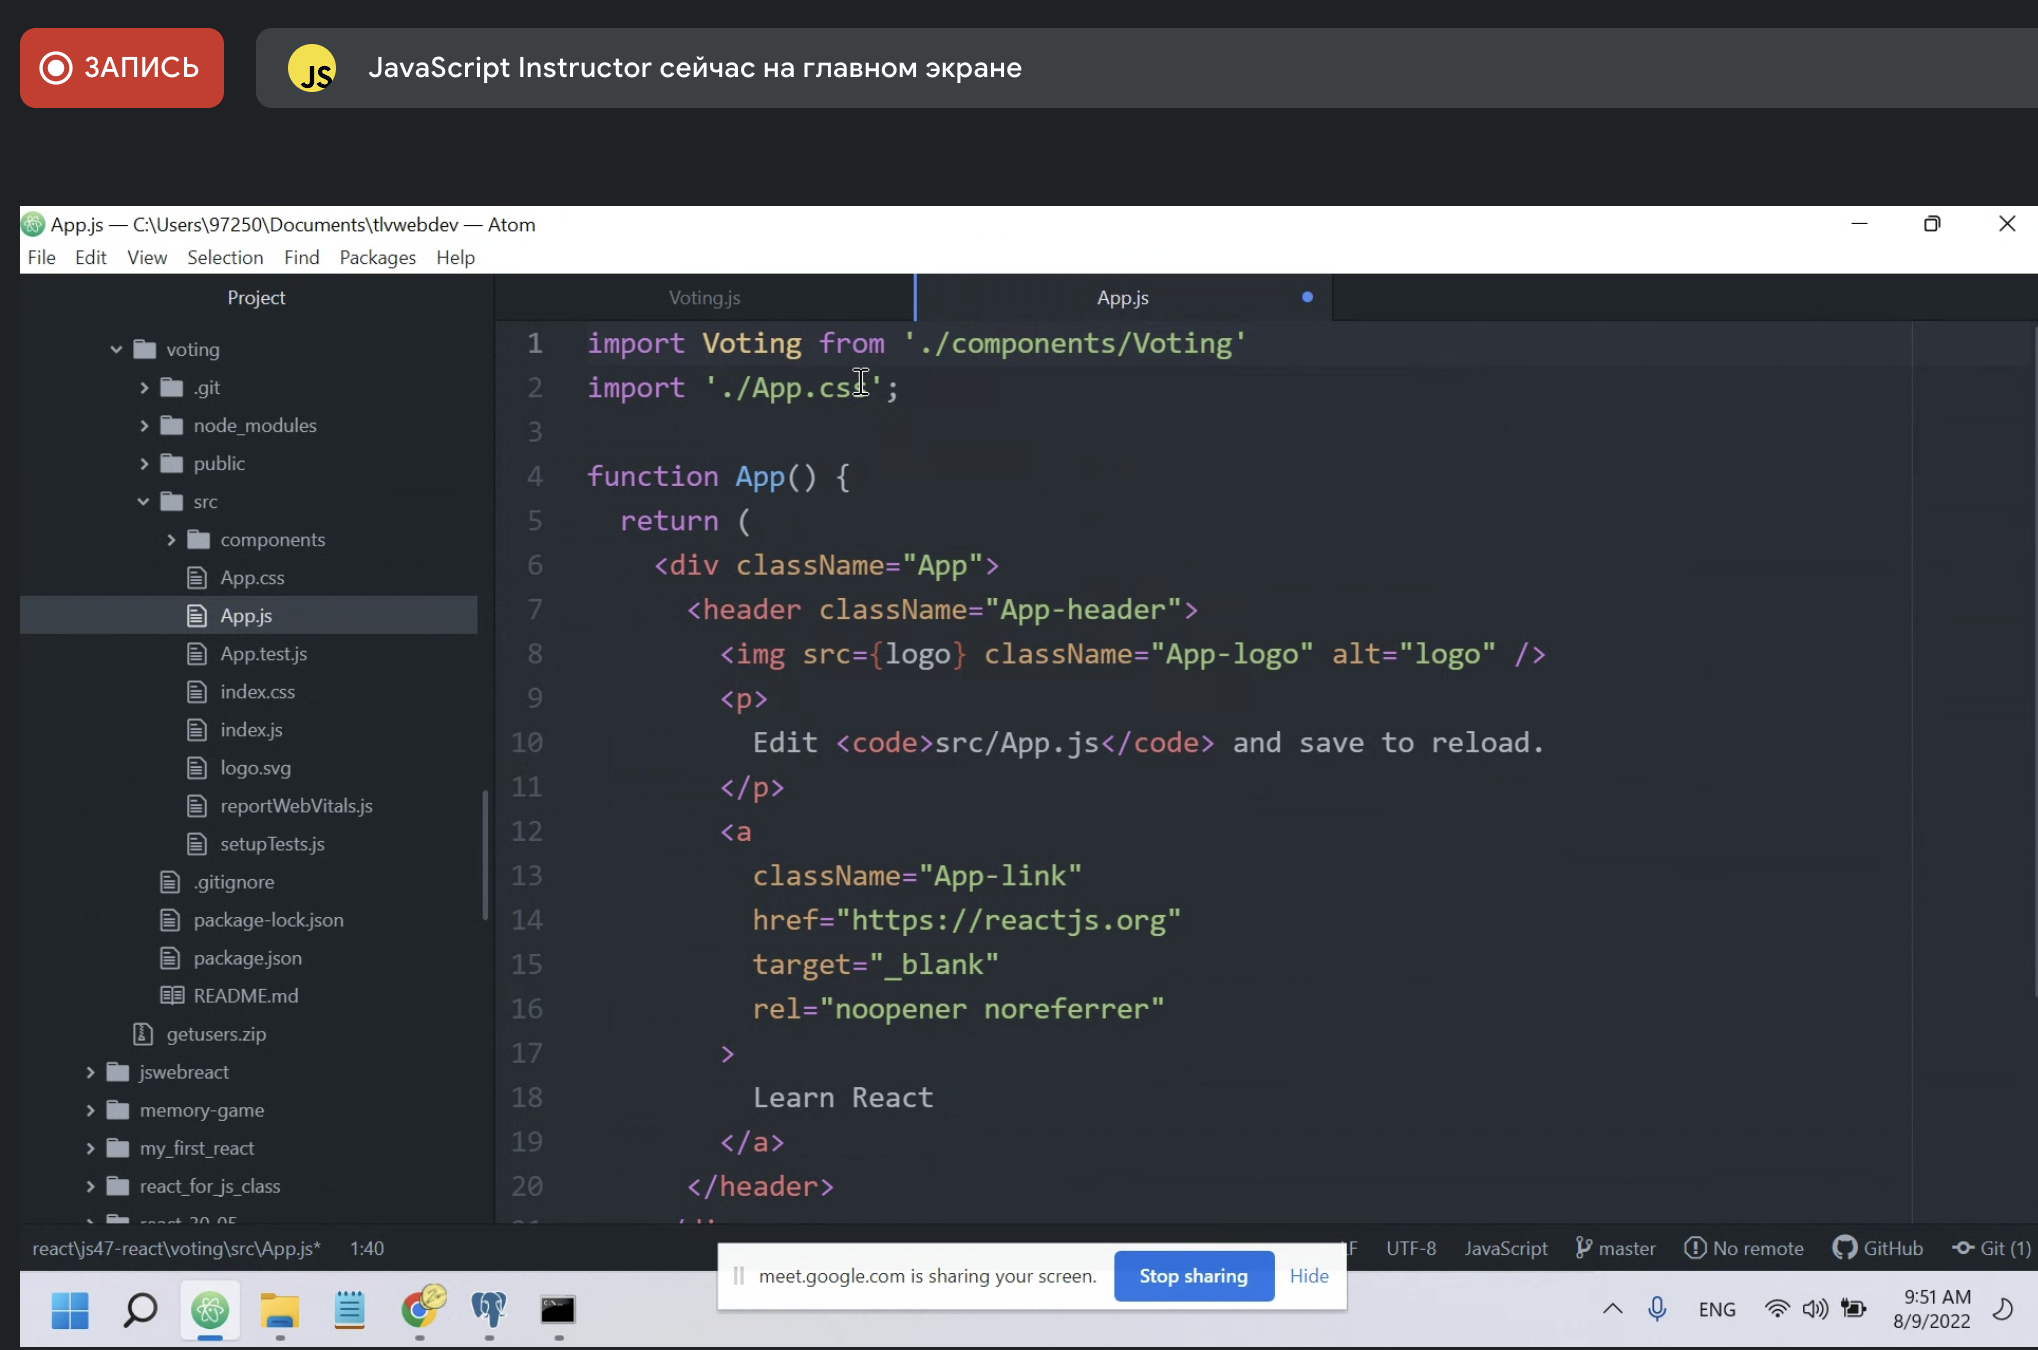 ЗАПИСЬ
JS JavaScript Instructor сейчас на главном экране
App.js — C:\Users\97250\Documents\tlvwebdev — Atom
File Edit View Selection Find Packages Help
Project
voting
.git
node_modules
public
src
components
App.css
App.js
App.test.js
index.css
index.js
logo.svg
reportWebVitals.js
setupTests.js
.gitignore
package-lock.json
package.json
README.md
getusers.zip
jswebreact
memory-game
my_first_react
react_for_js_class
Voting.js App.js
1 import Voting from './components/Voting'
2 import './App.css';
3
4 function App() {
5 return (
6 <div className="App">
7 <header className="App-header">
8 <img src={logo} className="App-logo" alt="logo" />
9 <p>
10 Edit <code>src/App.js</code> and save to reload.
11 </p>
12 <a
13 className="App-link"
14 href="https://reactjs.org"
15 target="_blank"
16 rel="noopener noreferrer"
17 >
18 Learn React
19 </a>
20 </header>
react\js47-react\voting\src\App.js* 1:40 UTF-8 JavaScript master No remote GitHub Git (1)
meet.google.com is sharing your screen. Stop sharing Hide
ENG
9:51 AM
8/9/2022